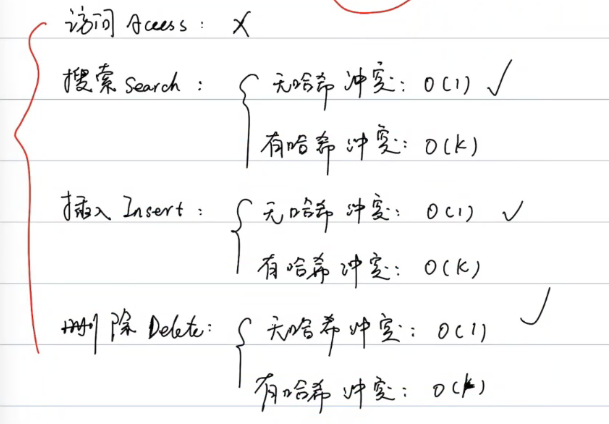 访问 Access: X
搜索 Search: { 无哈希冲突: O(1) ✓
有哈希冲突: O(k)
插入 Insert: { 无哈希冲突: O(1) ✓
有哈希冲突: O(k)
删除 Delete: { 无哈希冲突: O(1) ✓
有哈希冲突: O(k)